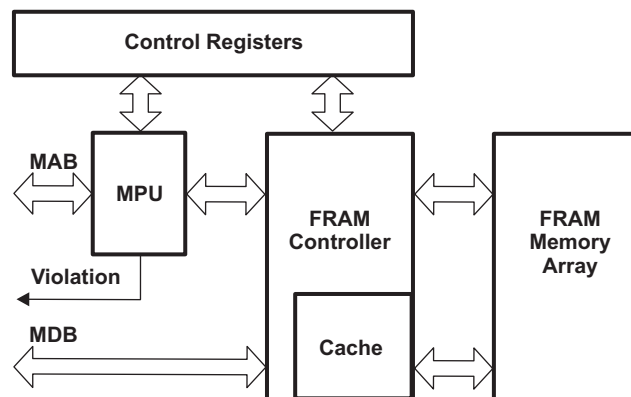 Control Registers
MAB
MPU
FRAM
Controller
FRAM
Memory
Array
Violation
MDB
Cache